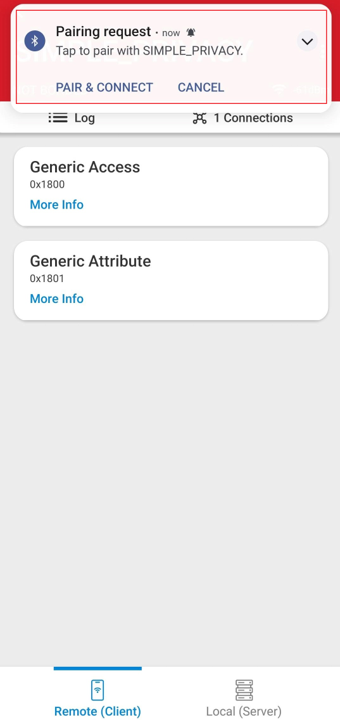 Pairing request · now
Tap to pair with SIMPLE_PRIVACY.
PAIR & CONNECT CANCEL
Log 1 Connections
Generic Access
0x1800
More Info
Generic Attribute
0x1801
More Info
Remote (Client) Local (Server)